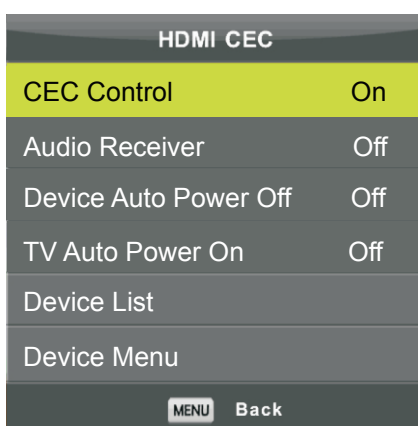 HDMI CEC
CEC Control On
Audio Receiver Off
Device Auto Power Off Off
TV Auto Power On Off
Device List
Device Menu
MENU Back